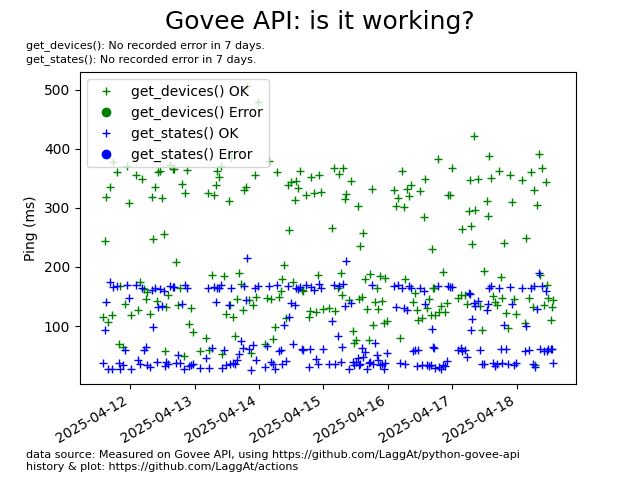 Govee API: is it working?
get_devices(): No recorded error in 7 days.
get_states(): No recorded error in 7 days.
get_devices() OK
get_devices() Error
get_states() OK
get_states() Error
500
400
300
200
100
Ping (ms)
2025-04-12
2025-04-13
2025-04-14
2025-04-15
2025-04-16
2025-04-17
2025-04-18
data source: Measured on Govee API, using https://github.com/LaggAt/python-govee-api
history & plot: https://github.com/LaggAt/actions